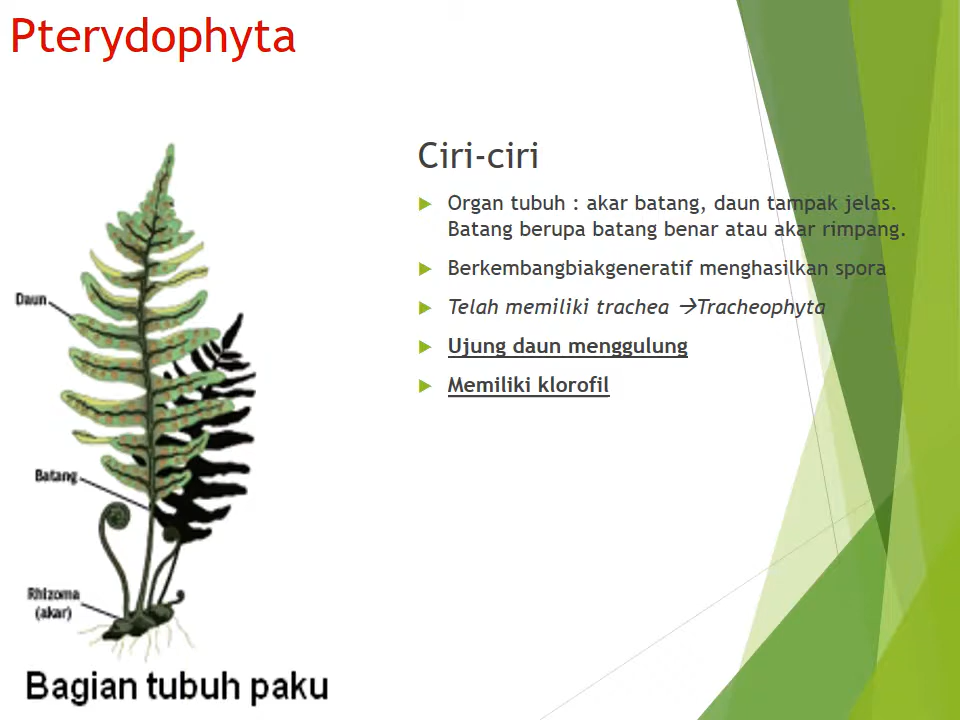 Pterydophyta
Ciri-ciri
Organ tubuh : akar batang, daun tampak jelas.
Batang berupa batang benar atau akar rimpang.
Berkembangbiakgeneratif menghasilkan spora
Telah memiliki trachea →Tracheophyta
Ujung daun menggulung
Memiliki klorofil
Daun
Batang
Rhizoma
(akar)
Bagian tubuh paku